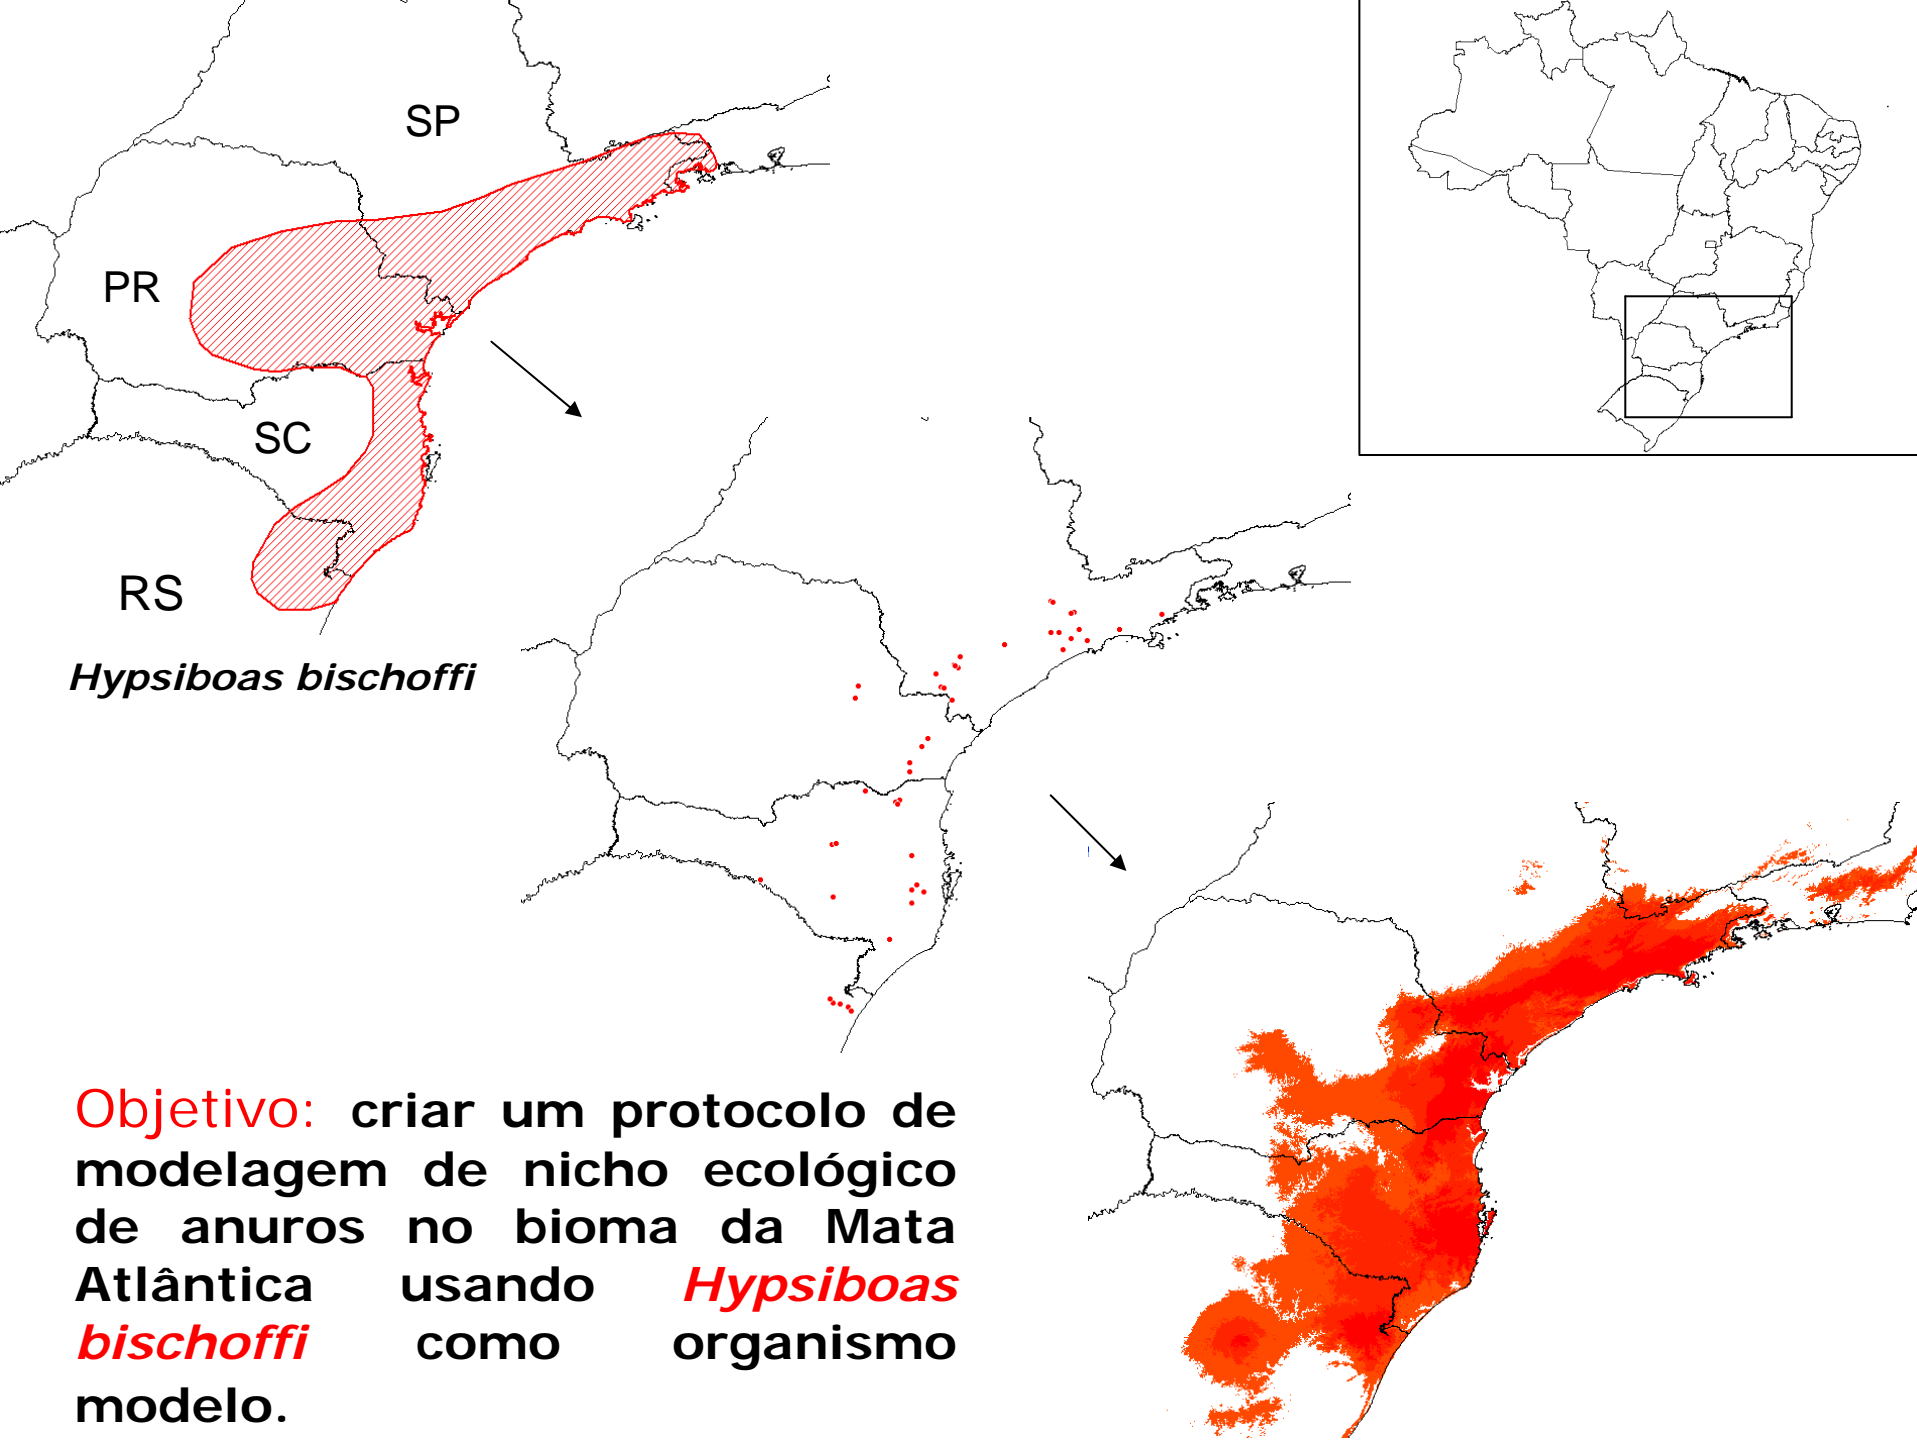 SP
PR
SC
RS
Hypsiboas bischoffi
Objetivo: criar um protocolo de
modelagem de nicho ecológico
de anuros no bioma da Mata
Atlântica usando Hypsiboas
bischoffi como organismo
modelo.